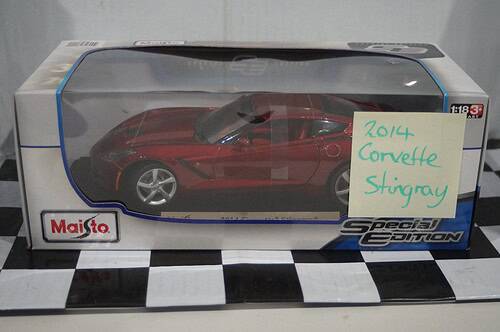 1:18 3+
2014
Corvette
Stingray
Maisto
Special
Edition